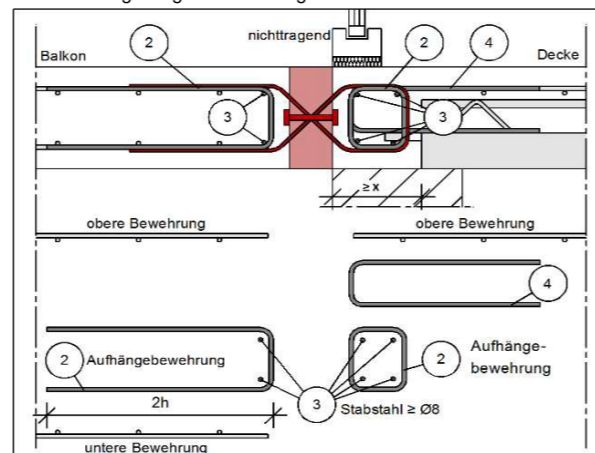 nichttragend
Balkon
2
2
4
Decke
3
3
≥ x
obere Bewehrung
obere Bewehrung
4
2
Aufhängebewehrung
2
Aufhänge-
bewehrung
3
Stabstahl ≥ Ø8
2h
untere Bewehrung